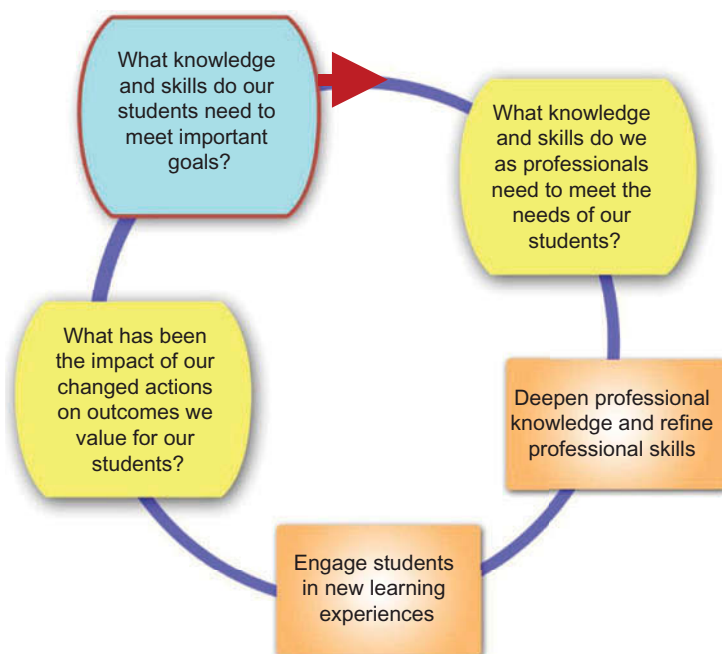 What knowledge
and skills do our
students need to
meet important
goals?
What knowledge
and skills do we
as professionals
need to meet the
needs of our
students?
Deepen professional
knowledge and refine
professional skills
Engage students
in new learning
experiences
What has been
the impact of our
changed actions
on outcomes we
value for our
students?